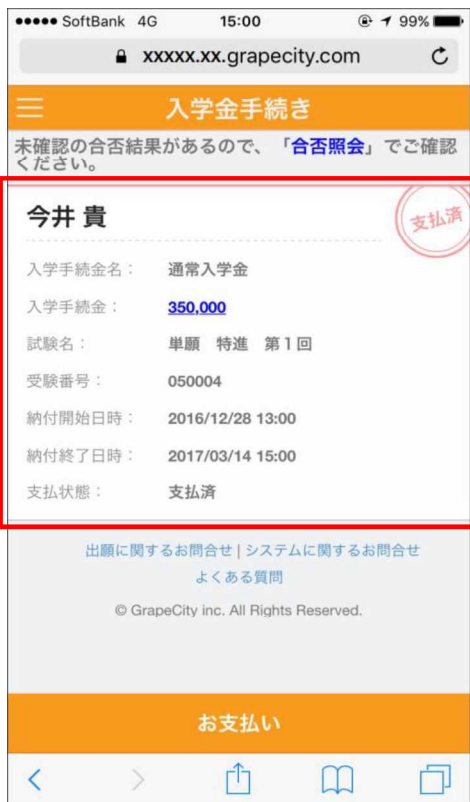 SoftBank 4G 15:00 99%
xxxxx.xx.grapecity.com
入学金手続き
未確認の合否結果があるので、「合否照会」でご確認
ください。
今井 貴
支払済
入学手続金名： 通常入学金
入学手続金： 350,000
試験名： 単願 特進 第1回
受験番号： 050004
納付開始日時： 2016/12/28 13:00
納付終了日時： 2017/03/14 15:00
支払状態： 支払済
出願に関するお問合せ | システムに関するお問合せ
よくある質問
© GrapeCity inc. All Rights Reserved.
お支払い